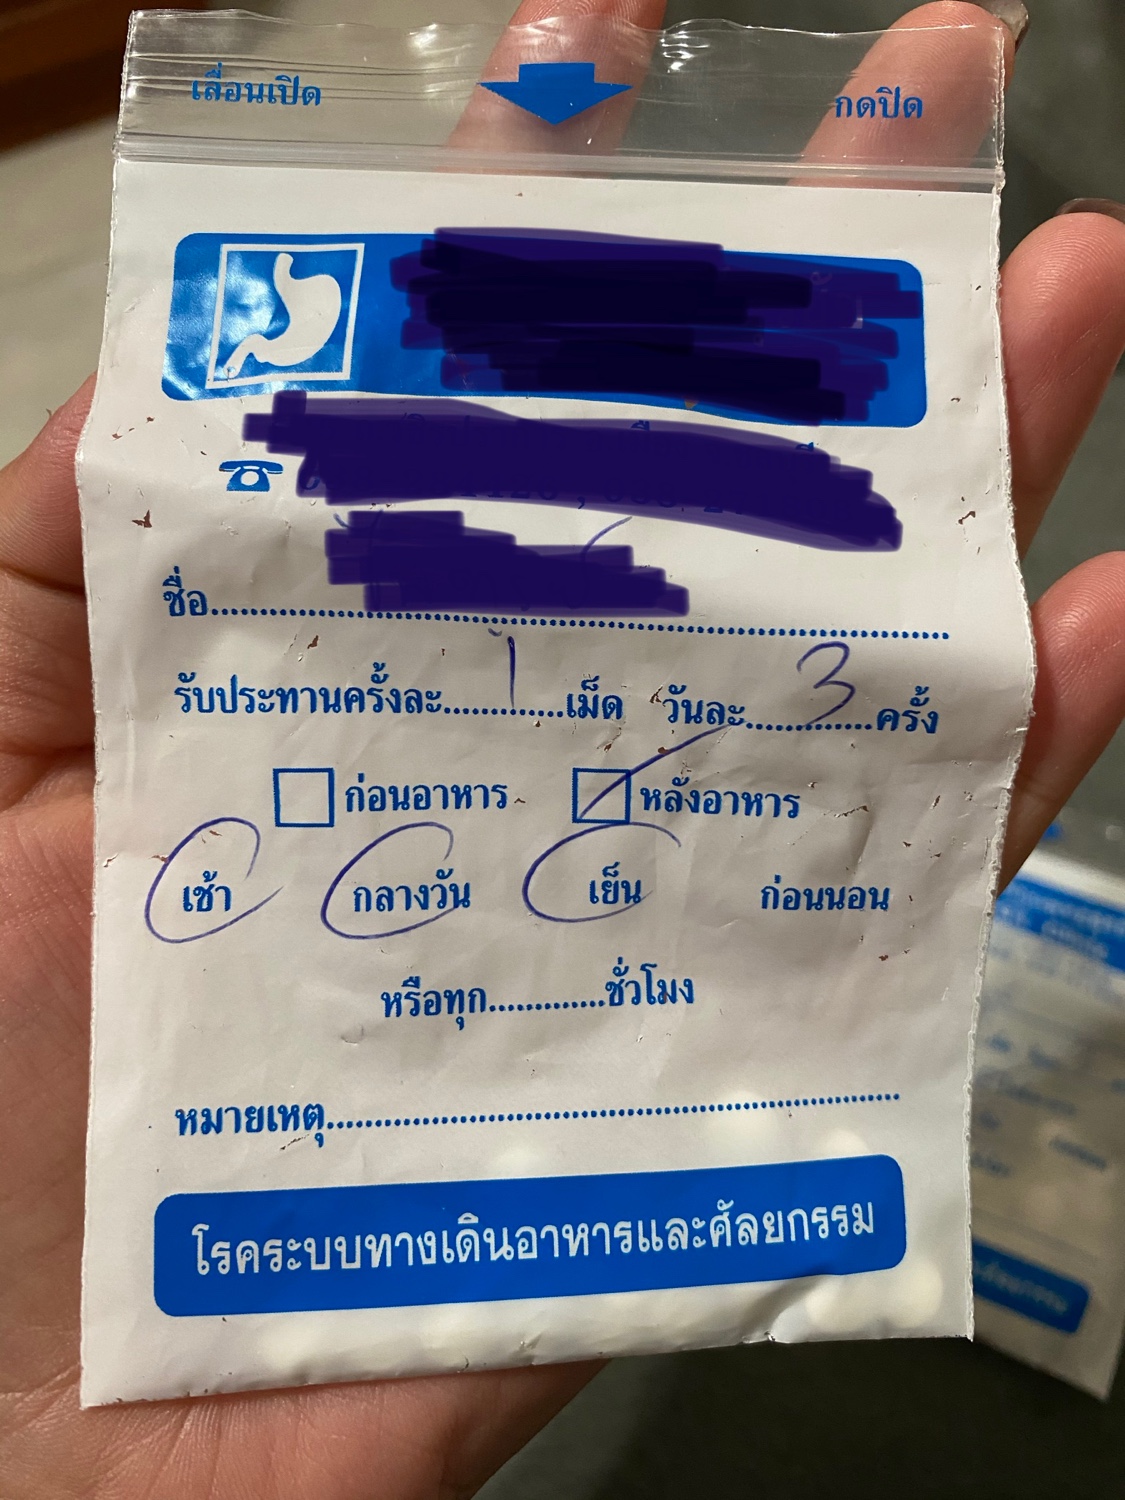 เลื่อนเปิด กดปิด
ชื่อ
รับประทานครั้งละ 1 เม็ด วันละ 3 ครั้ง
ก่อนอาหาร หลังอาหาร
เช้า กลางวัน เย็น ก่อนนอน
หรือทุก............ชั่วโมง
หมายเหตุ
โรคระบบทางเดินอาหารและศัลยกรรม